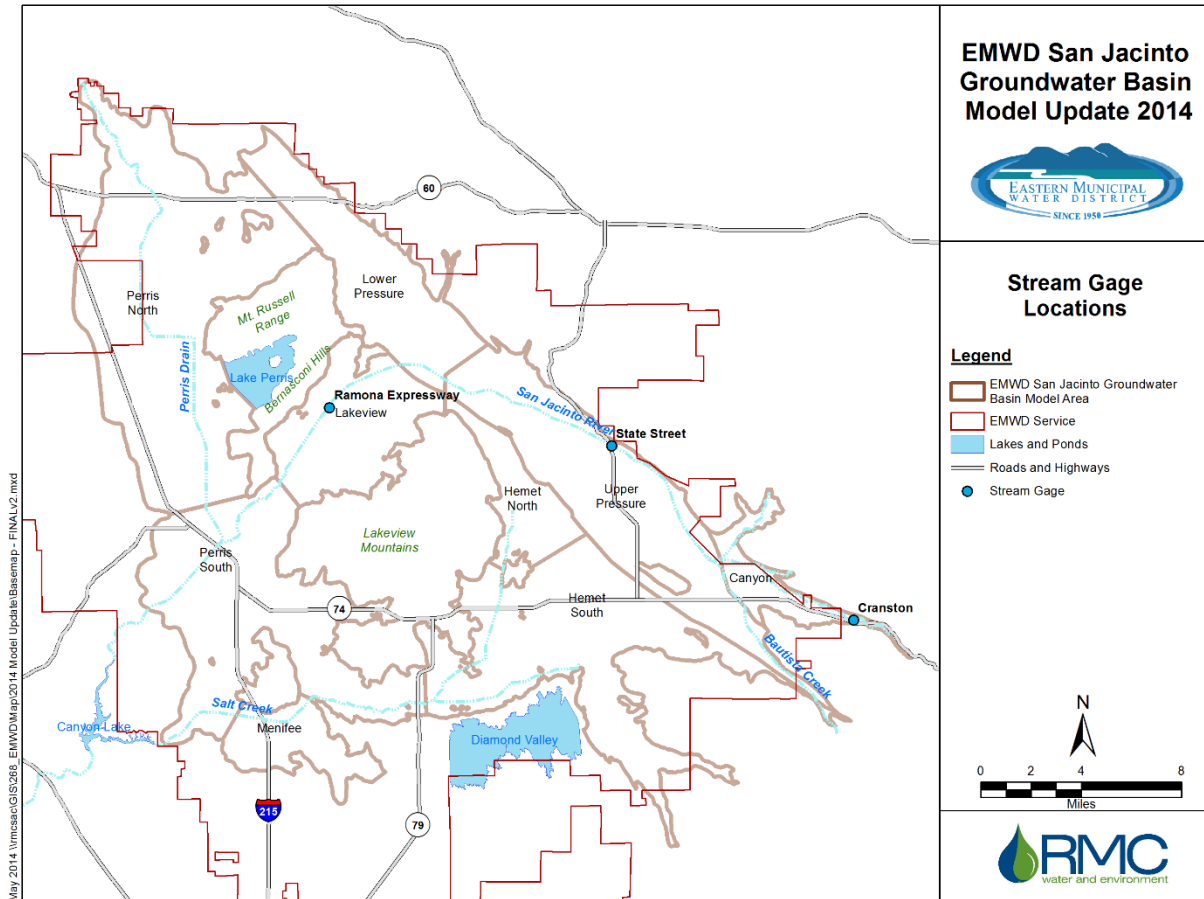 EMWD San Jacinto
Groundwater Basin
Model Update 2014
EASTERN MUNICIPAL
WATER DISTRICT
SINCE 1950
Stream Gage
Locations
Legend
EMWD San Jacinto Groundwater
Basin Model Area
EMWD Service
Lakes and Ponds
Roads and Highways
Stream Gage
N
0 2 4 8
Miles
RMC
water and environment
60
Lower
Pressure
Perris
North
Mt. Russell
Range
Perris Drain
Lake Perris
Bernasconi Hills
Ramona Expressway
Lakeview
San Jacinto River
State Street
Upper
Pressure
Hemet
North
Lakeview
Mountains
Perris
South
Canyon
Cranston
74
Hemet
South
Bautista Creek
Salt Creek
Canyon Lake
Menifee
Diamond Valley
215
79
May 2014 \\rmcsac\GIS\0268_EMWD\Map\2014 Model Update\Basemap - FINALv2.mxd